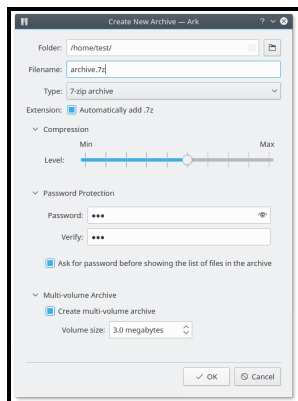 Create New Archive — Ark
Folder: /home/test/
Filename: archive.7z
Type: 7-zip archive
Extension: Automatically add .7z
Compression
Min Max
Level:
Password Protection
Password: •••
Verify: •••
Ask for password before showing the list of files in the archive
Multi-volume Archive
Create multi-volume archive
Volume size: 3.0 megabytes
OK Cancel